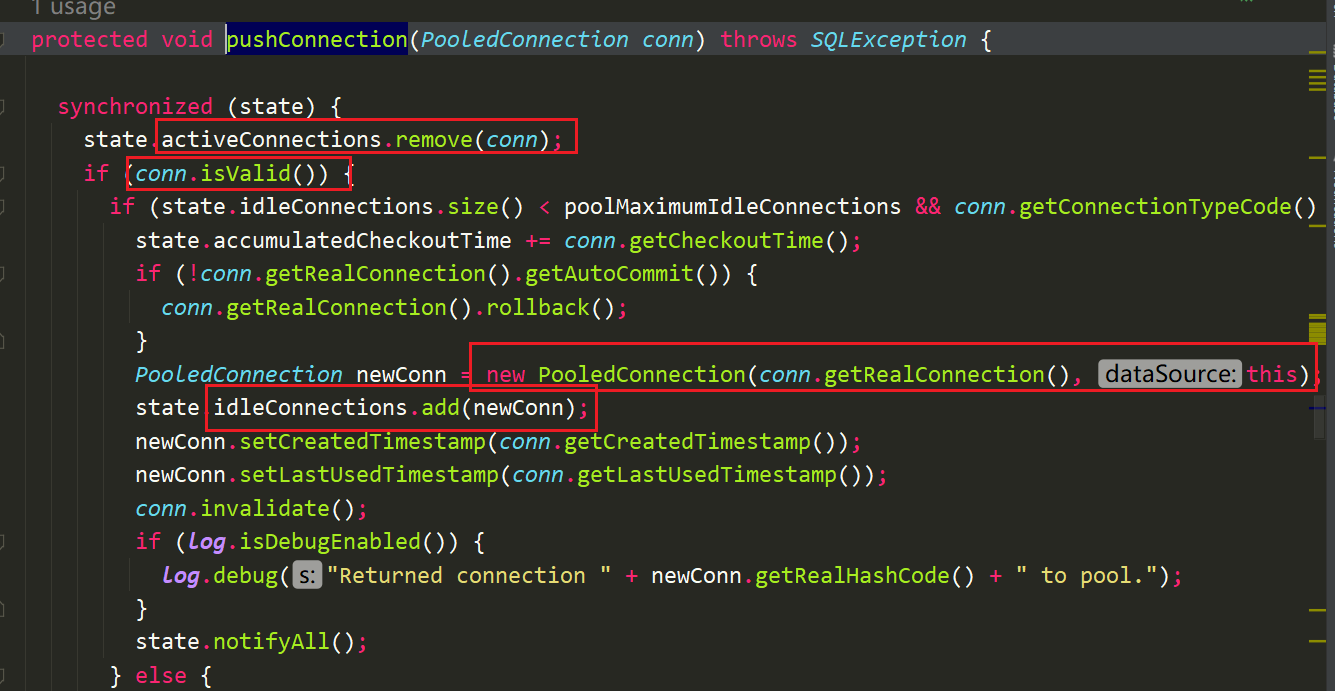 1 usage
protected void pushConnection(PooledConnection conn) throws SQLException {
synchronized (state) {
state.activeConnections.remove(conn);
if (conn.isValid()) {
if (state.idleConnections.size() < poolMaximumIdleConnections && conn.getConnectionTypeCode()
state.accumulatedCheckoutTime += conn.getCheckoutTime();
if (!conn.getRealConnection().getAutoCommit()) {
conn.getRealConnection().rollback();
}
PooledConnection newConn = new PooledConnection(conn.getRealConnection(), dataSource: this);
state.idleConnections.add(newConn);
newConn.setCreatedTimestamp(conn.getCreatedTimestamp());
newConn.setLastUsedTimestamp(conn.getLastUsedTimestamp());
conn.invalidate();
if (log.isDebugEnabled()) {
log.debug(s: "Returned connection " + newConn.getRealHashCode() + " to pool.");
}
state.notifyAll();
} else {